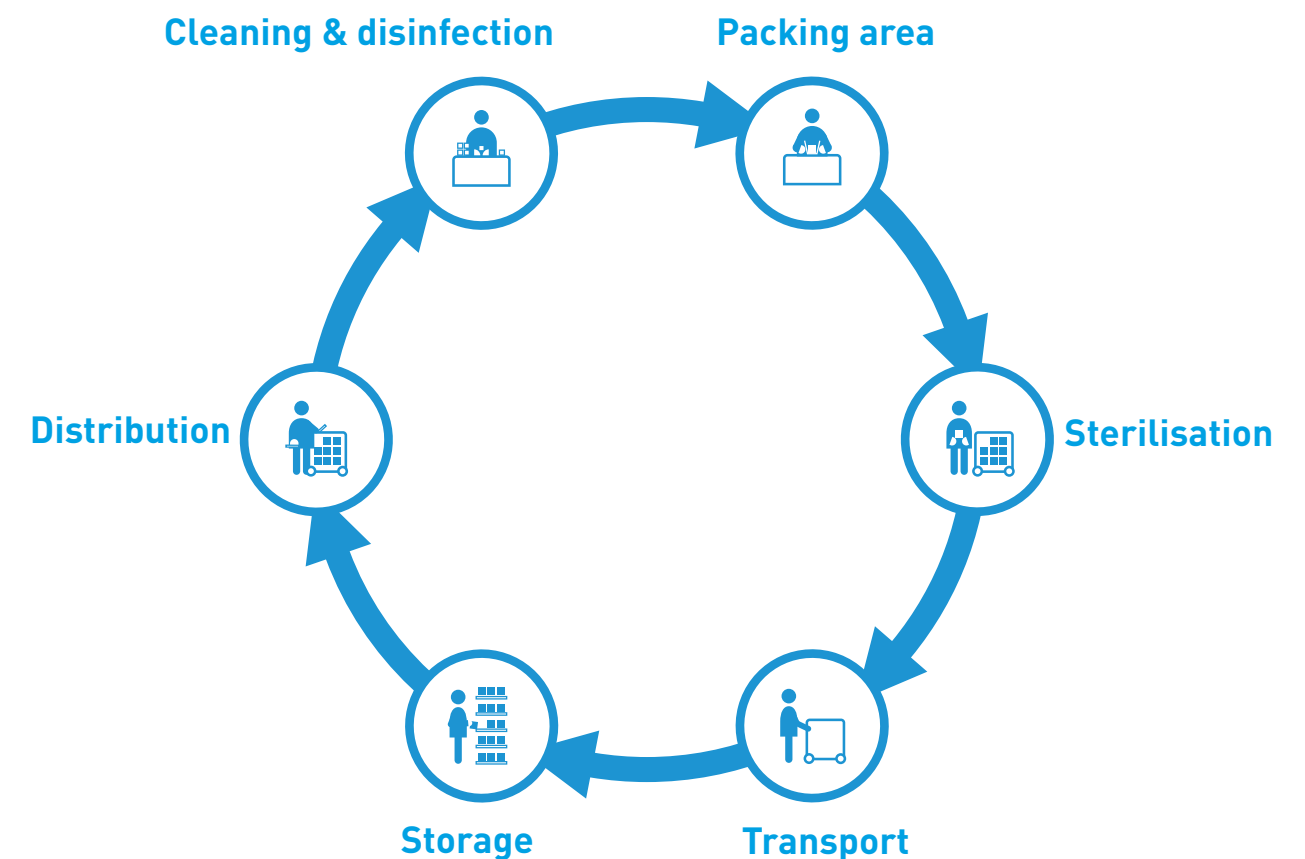 Cleaning & disinfection
Packing area
Distribution
Sterilisation
Storage
Transport